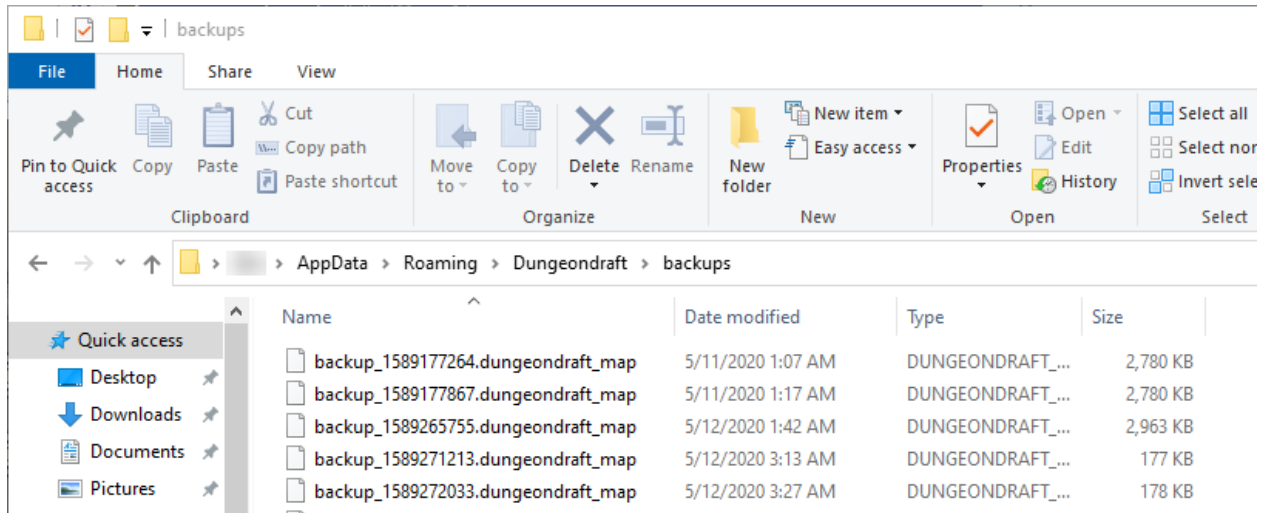 backups
File Home Share View
Pin to Quick access
Copy
Paste
Cut
Copy path
Paste shortcut
Clipboard
Move to
Copy to
Delete
Rename
Organize
New folder
New item
Easy access
New
Properties
Open
Edit
History
Open
Select all
Select nor
Invert sele
Select
AppData > Roaming > Dungeondraft > backups
Name Date modified Type Size
Quick access
Desktop
Downloads
Documents
Pictures
backup_1589177264.dungeondraft_map 5/11/2020 1:07 AM DUNGEONDRAFT_... 2,780 KB
backup_1589177867.dungeondraft_map 5/11/2020 1:17 AM DUNGEONDRAFT_... 2,780 KB
backup_1589265755.dungeondraft_map 5/12/2020 1:42 AM DUNGEONDRAFT_... 2,963 KB
backup_1589271213.dungeondraft_map 5/12/2020 3:13 AM DUNGEONDRAFT_... 177 KB
backup_1589272033.dungeondraft_map 5/12/2020 3:27 AM DUNGEONDRAFT_... 178 KB